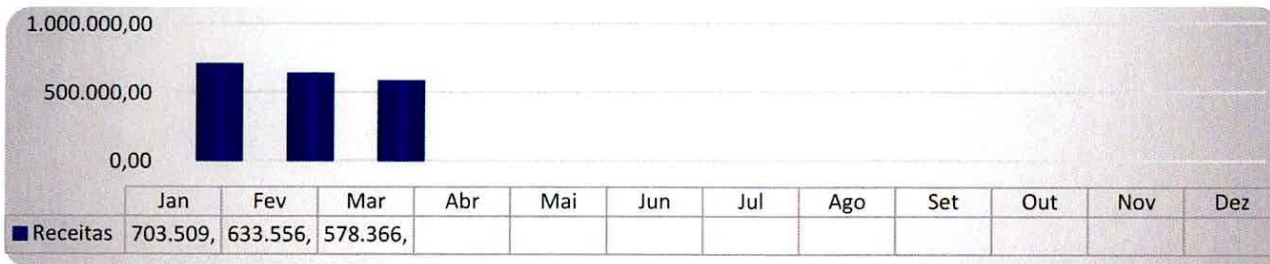 1.000.000,00
500.000,00
0,00
Jan Fev Mar Abr Mai Jun Jul Ago Set Out Nov Dez
Receitas 703.509, 633.556, 578.366,